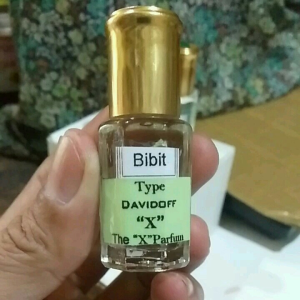 Bibit
Type
DAVIDOFF
"X"
The "X"Parfum